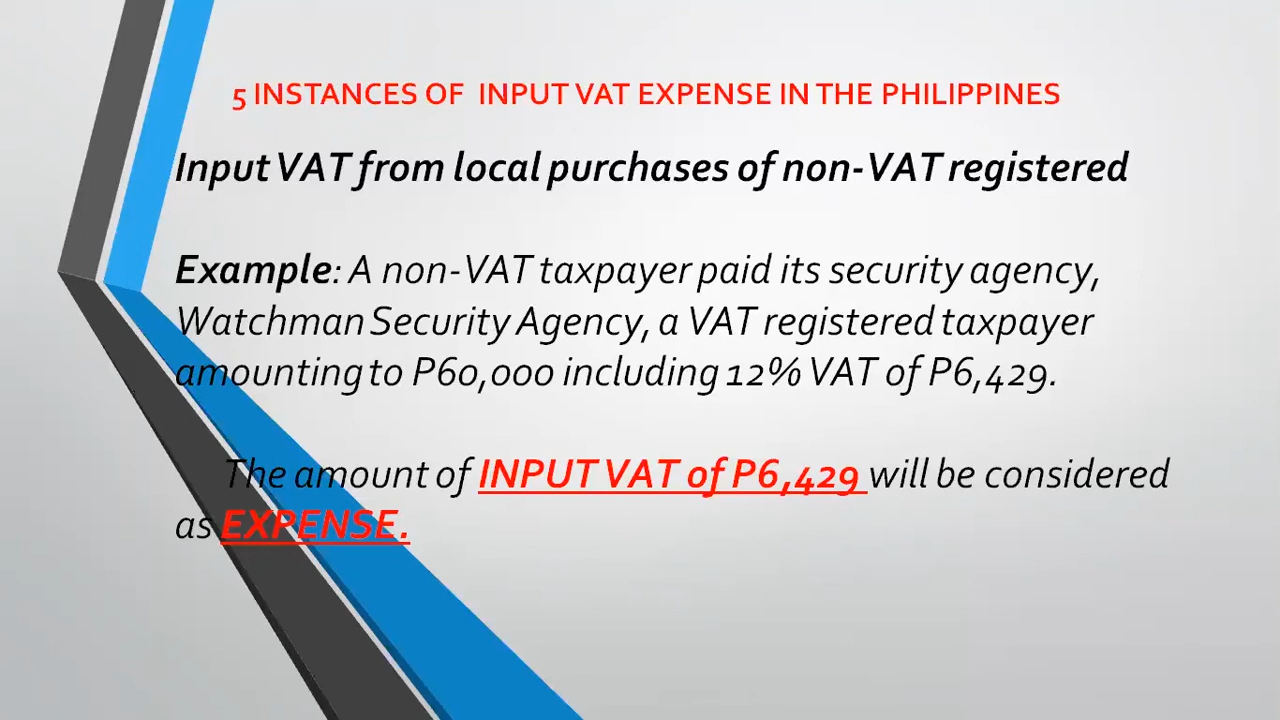 5 INSTANCES OF INPUT VAT EXPENSE IN THE PHILIPPINES
Input VAT from local purchases of non-VAT registered
Example: A non-VAT taxpayer paid its security agency,
Watchman Security Agency, a VAT registered taxpayer
amounting to P60,000 including 12% VAT of P6,429.
The amount of INPUT VAT of P6,429 will be considered
as EXPENSE.